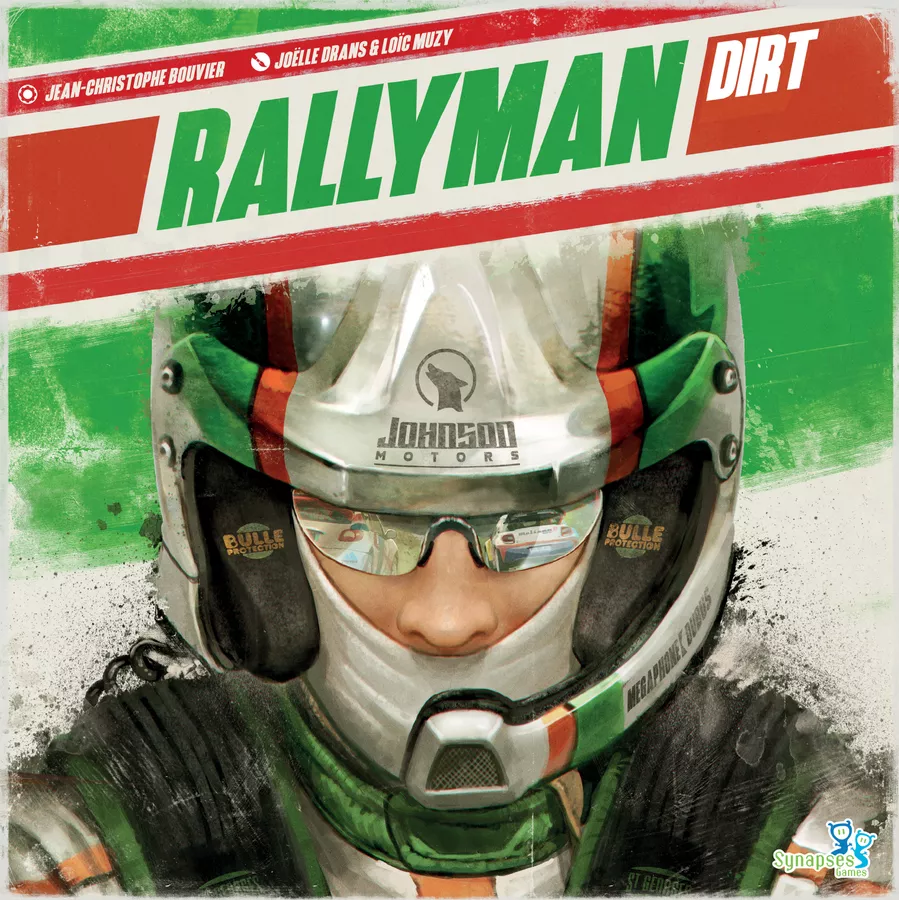 JEAN-CHRISTOPHE BOUVIER
JOËLLE DRANS & LOÏC MUZY
RALLYMAN
DIRT
JOHNSON
MOTORS
BULLE
PROTECTION
BULLE
PROTECTION
MEGAPHONE
Synapses
Games